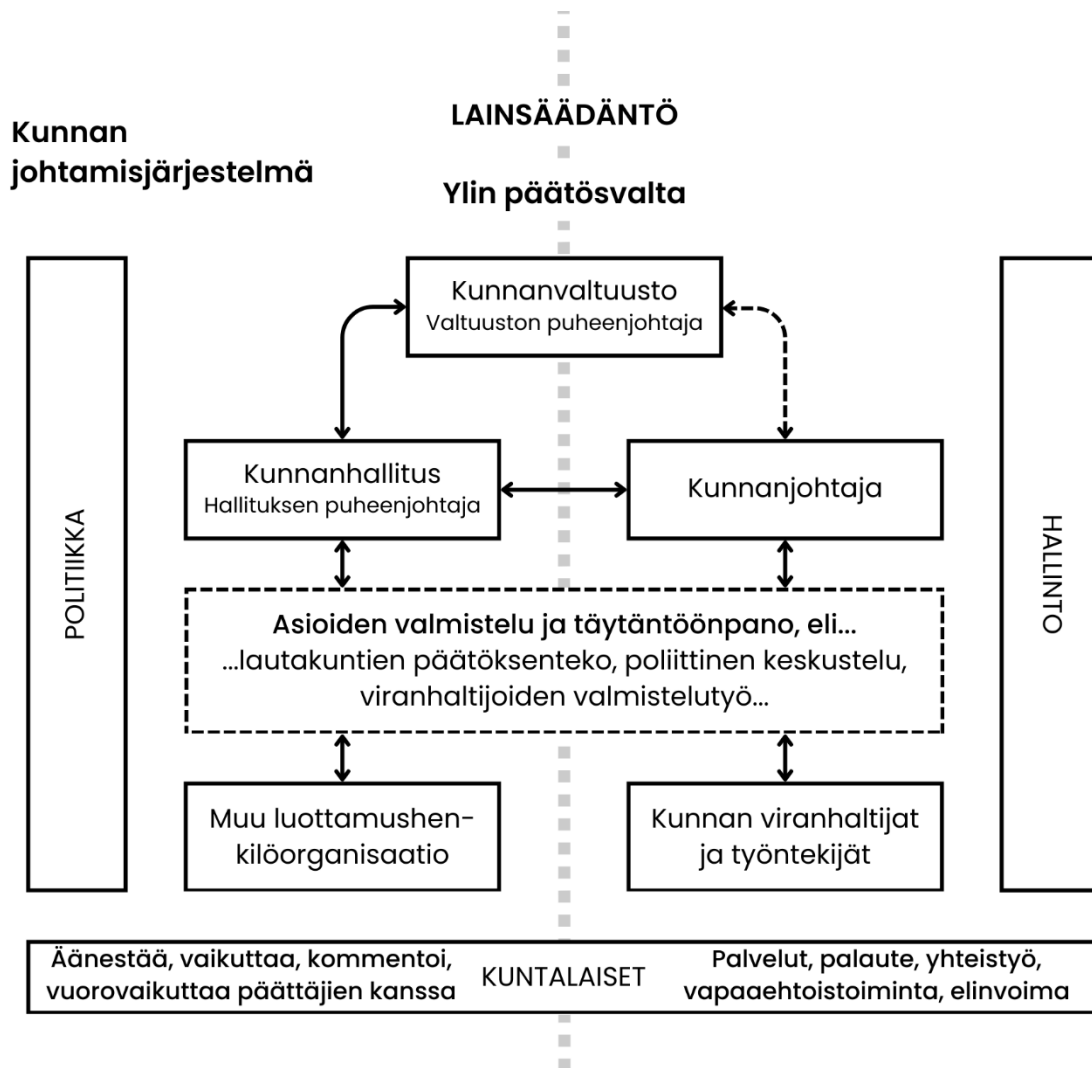 Kunnan
johtamisjärjestelmä
LAINSÄÄDÄNTÖ
Ylin päätösvalta
POLITIIKKA
Kunnanvaltuusto
Valtuuston puheenjohtaja
Kunnanhallitus
Hallituksen puheenjohtaja
Kunnanjohtaja
HALLINTO
Asioiden valmistelu ja täytäntöönpano, eli...
...lautakuntien päätöksenteko, poliittinen keskustelu,
viranhaltijoiden valmistelutyö...
Muu luottamushen-
kilöorganisaatio
Kunnan viranhaltijat
ja työntekijät
Äänestää, vaikuttaa, kommentoi,
vuorovaikuttaa päättäjien kanssa
KUNTALAISET
Palvelut, palaute, yhteistyö,
vapaaehtoistoiminta, elinvoima